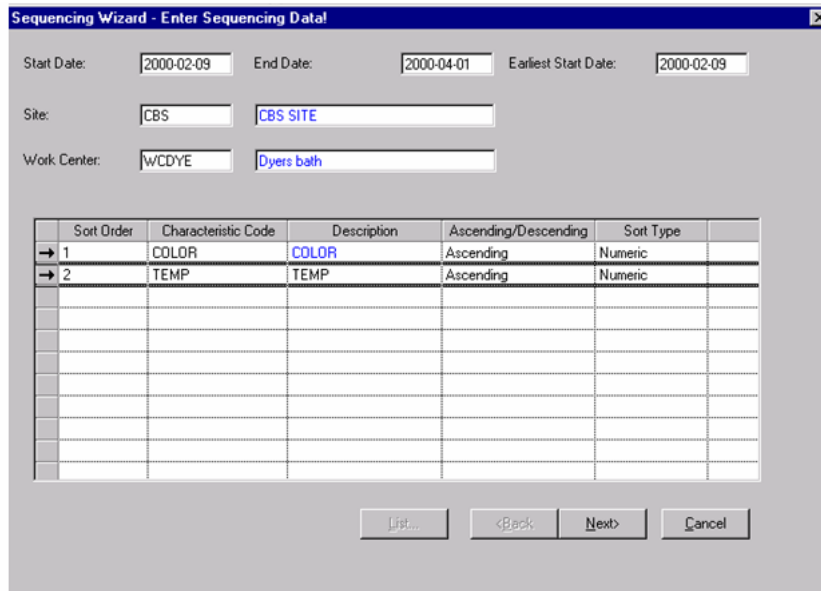 Sequencing Wizard - Enter Sequencing Data!
Start Date: 2000-02-09 End Date: 2000-04-01 Earliest Start Date: 2000-02-09
Site: CBS CBS SITE
Work Center: WCDYE Dyers bath
Sort Order Characteristic Code Description Ascending/Descending Sort Type
1 COLOR COLOR Ascending Numeric
2 TEMP TEMP Ascending Numeric
List... <Back Next> Cancel